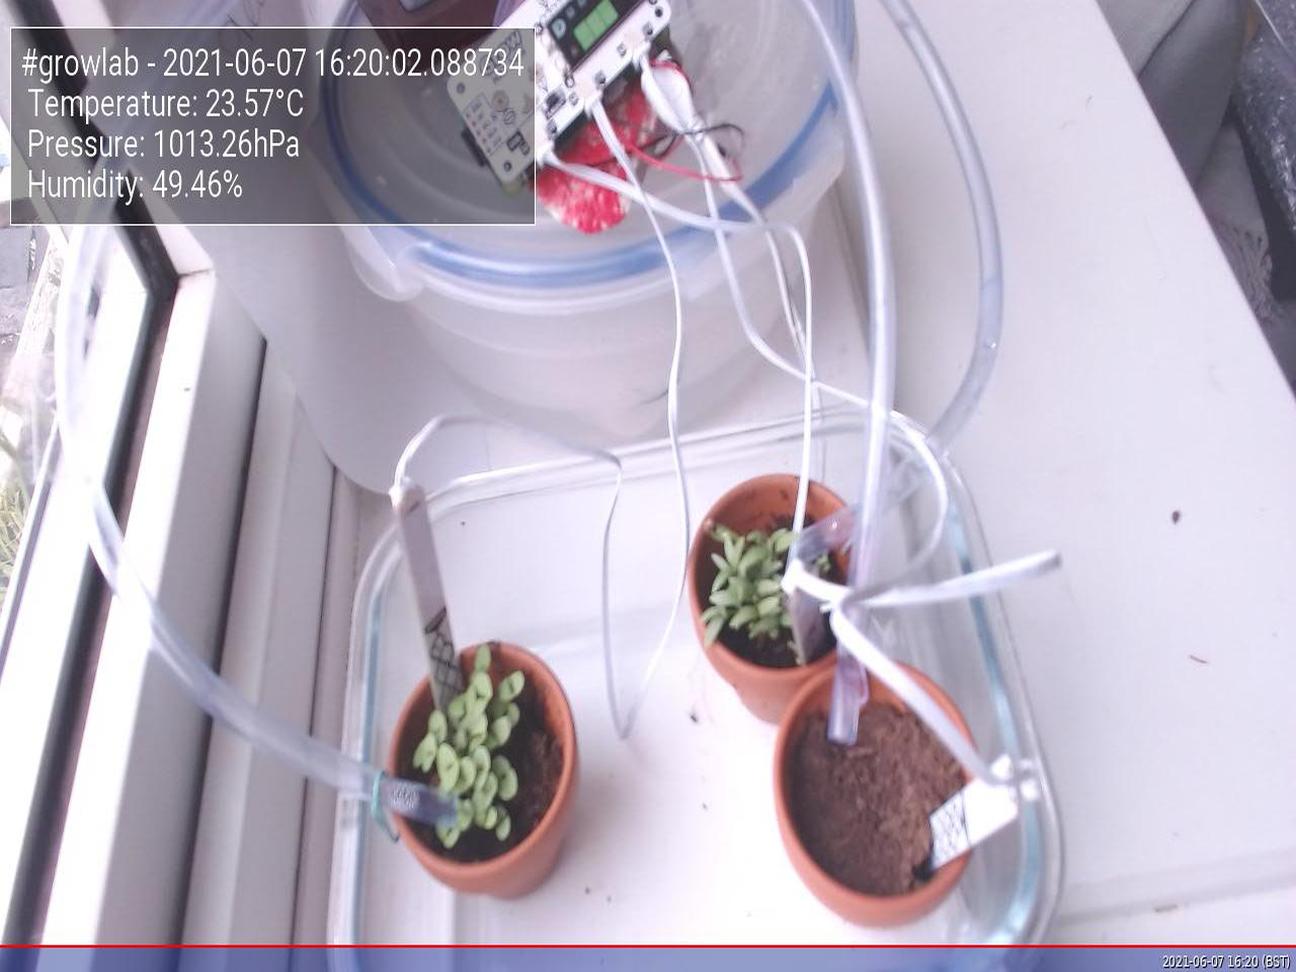 #growlab - 2021-06-07 16:20:02.088734
Temperature: 23.57°C
Pressure: 1013.26hPa
Humidity: 49.46%
2021-06-07 16:20 (BST)